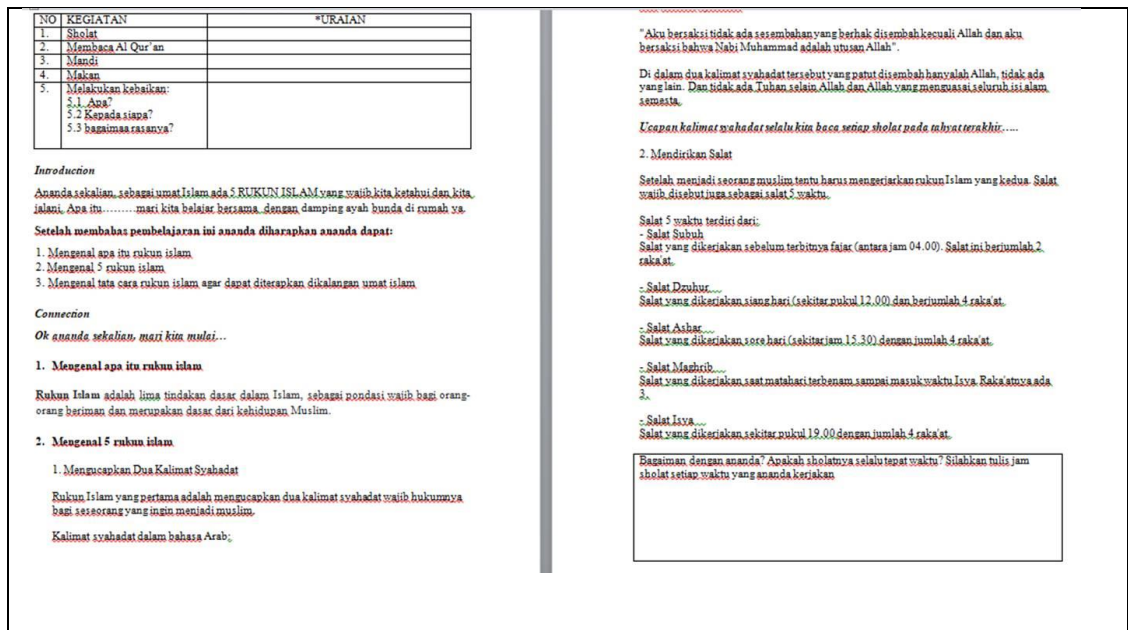 NO KEGIATAN *URAIAN
1. Sholat
2. Membaca Al Qur'an
3. Mandi
4. Makan
5. Melakukan kebaikan:
5.1 Apa?
5.2 Kepada siapa?
5.3 bagaimaa rasanya?
Introduction
Ananda sekalian, sebagai umat Islam ada 5 RUKUN ISLAM yang wajib kita ketahui dan kita
jalani. Apa itu………mari kita belajar bersama dengan damping ayah bunda di rumah ya.
Setelah membabas pembelajaran ini ananda diharapkan ananda dapat:
1. Mengenal apa itu rukun islam
2. Mengenal 5 rukun islam
3. Mengenal tata cara rukun islam agar dapat diterapkan dikalangan umat islam
Connection
Ok ananda sekalian, mari kita mulai…
1. Mengenal apa itu rukun islam
Rukun Islam adalah lima tindakan dasar dalam Islam, sebagai pondasi wajib bagi orang-
orang beriman dan merupakan dasar dari kehidupan Muslim.
2. Mengenal 5 rukun islam
1. Mengucapkan Dua Kalimat Syahadat
Rukun Islam yang pertama adalah mengucapkan dua kalimat syahadat wajib hukumnya
bagi seseorang yang ingin menjadi muslim.
Kalimat syahadat dalam bahasa Arab:
"Aku bersaksi tidak ada sesembahan yang berhak disembah kecuali Allah dan aku
bersaksi bahwa Nabi Muhammad adalah utusan Allah".
Di dalam dua kalimat syahadat tersebut yang patut disembah hanyalah Allah, tidak ada
yang lain. Dan tidak ada Tuhan selain Allah dan Allah yang menguasai seluruh isi alam
semesta.
Ucapan kalimat syahadat selalu kita baca setiap sholat pada tahyat terakhir…..
2. Mendirikan Salat
Setelah menjadi seorang muslim tentu harus mengerjarkan rukun Islam yang kedua. Salat
wajib disebut juga sebagai salat 5 waktu.
Salat 5 waktu terdiri dari:
- Salat Subuh
Salat yang dikerjakan sebelum terbitnya fajar (antara jam 04.00). Salat ini berjumlah 2
raka'at.
- Salat Dzuhur
Salat yang dikerjakan siang hari (sekitar pukul 12.00) dan berjumlah 4 raka'at.
- Salat Ashar
Salat yang dikerjakan sore hari (sekitar jam 15.30) dengan jumlah 4 raka'at.
- Salat Maghrib
Salat yang dikerjakan saat matahari terbenam sampai masuk waktu Isya. Raka'atnya ada
3.
- Salat Isya
Salat yang dikerjakan sekitar pukul 19.00 dengan jumlah 4 raka'at.
Bagaiman dengan ananda? Apakah sholatnya selalu tepat waktu? Silahkan tulis jam
sholat setiap waktu yang ananda kerjakan